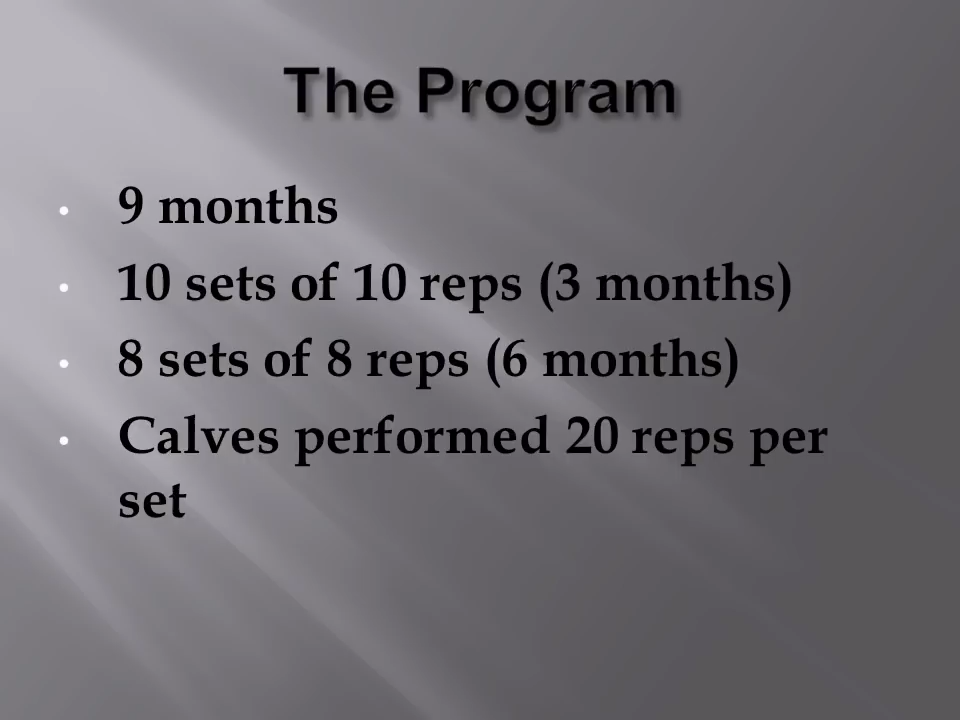 The Program
• 9 months
• 10 sets of 10 reps (3 months)
• 8 sets of 8 reps (6 months)
• Calves performed 20 reps per
set